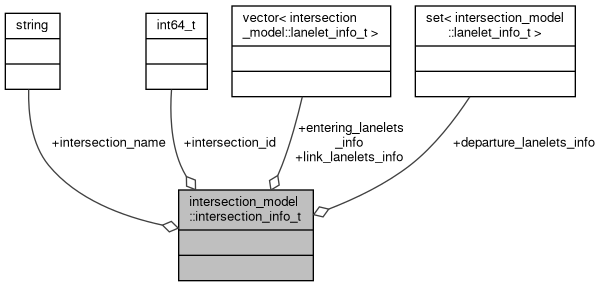 string
int64_t
vector< intersection
_model::lanelet_info_t >
set< intersection_model
::lanelet_info_t >
+intersection_name
+intersection_id
+entering_lanelets
_info
+link_lanelets_info
+departure_lanelets_info
intersection_model
::intersection_info_t